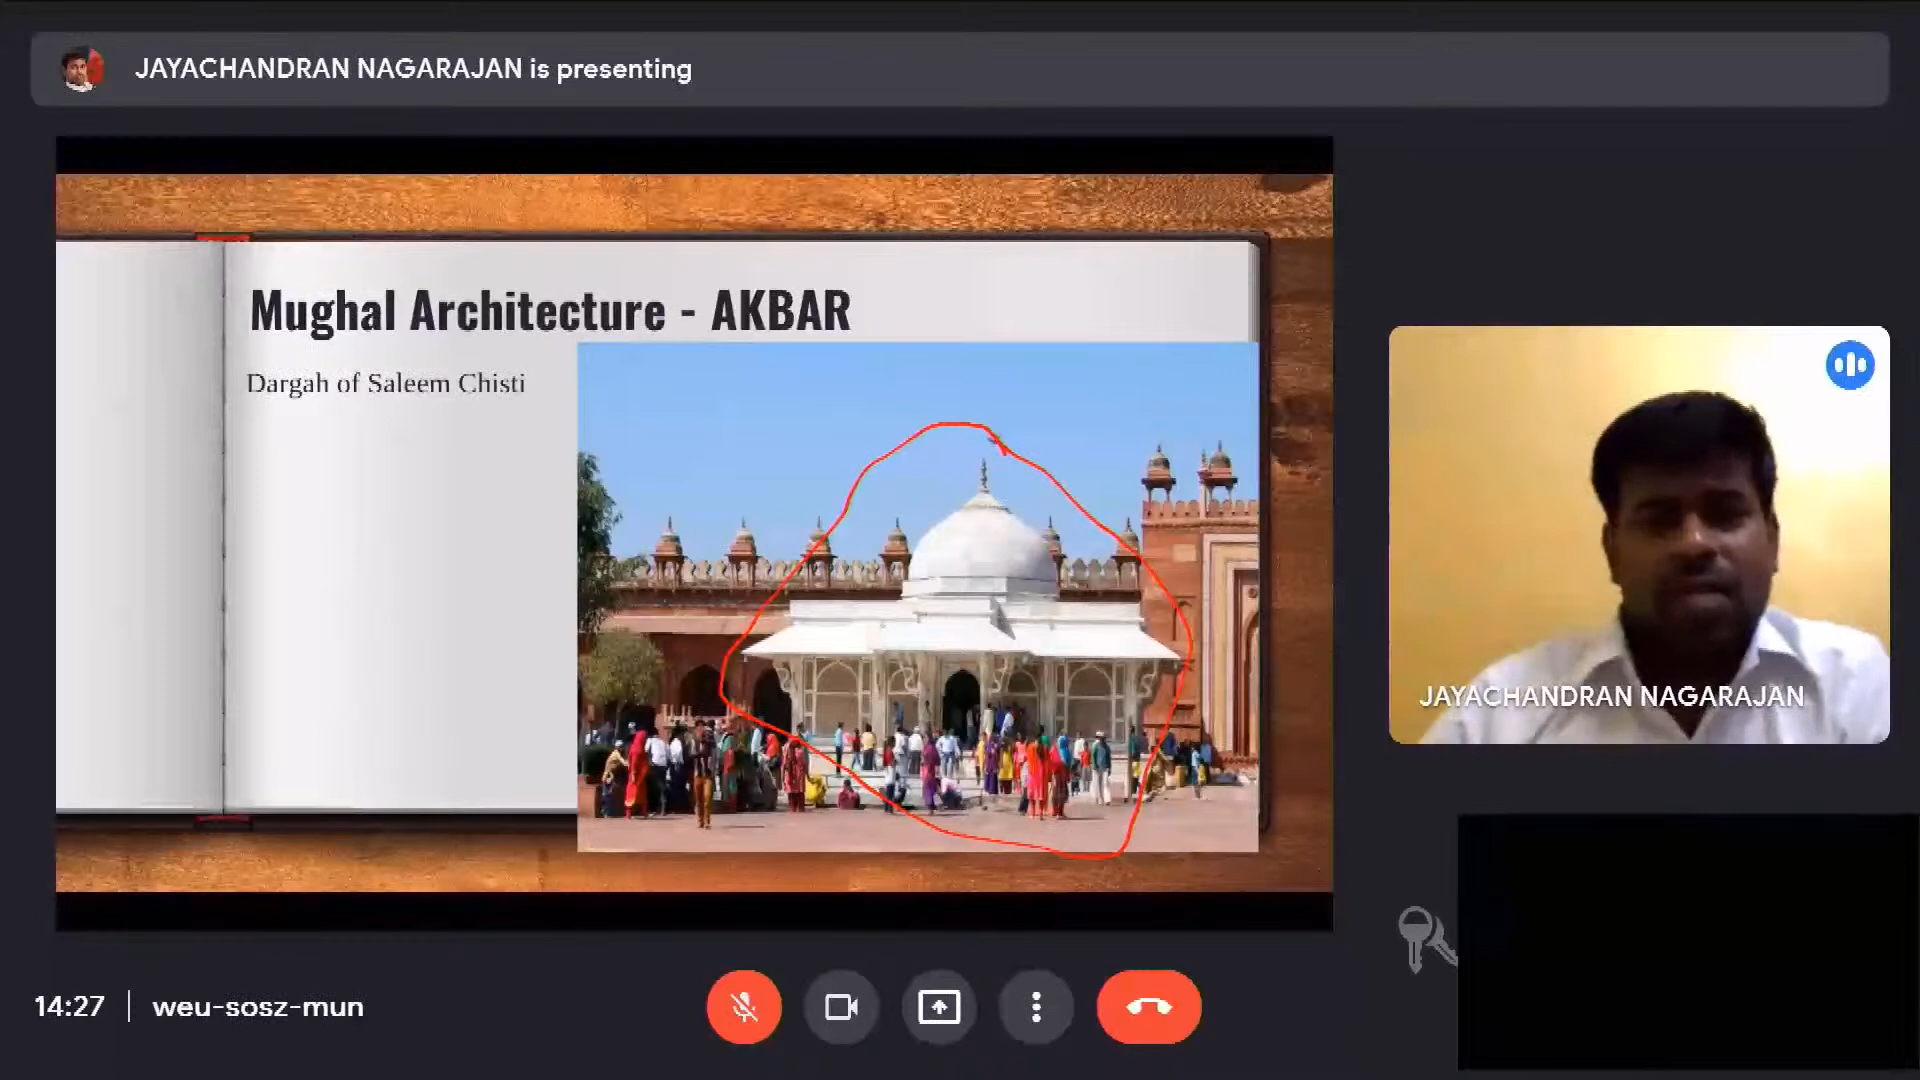 JAYACHANDRAN NAGARAJAN is presenting
Mughal Architecture - AKBAR
Dargah of Saleem Chisti
JAYACHANDRAN NAGARAJAN
14:27 | weu-sosz-mun